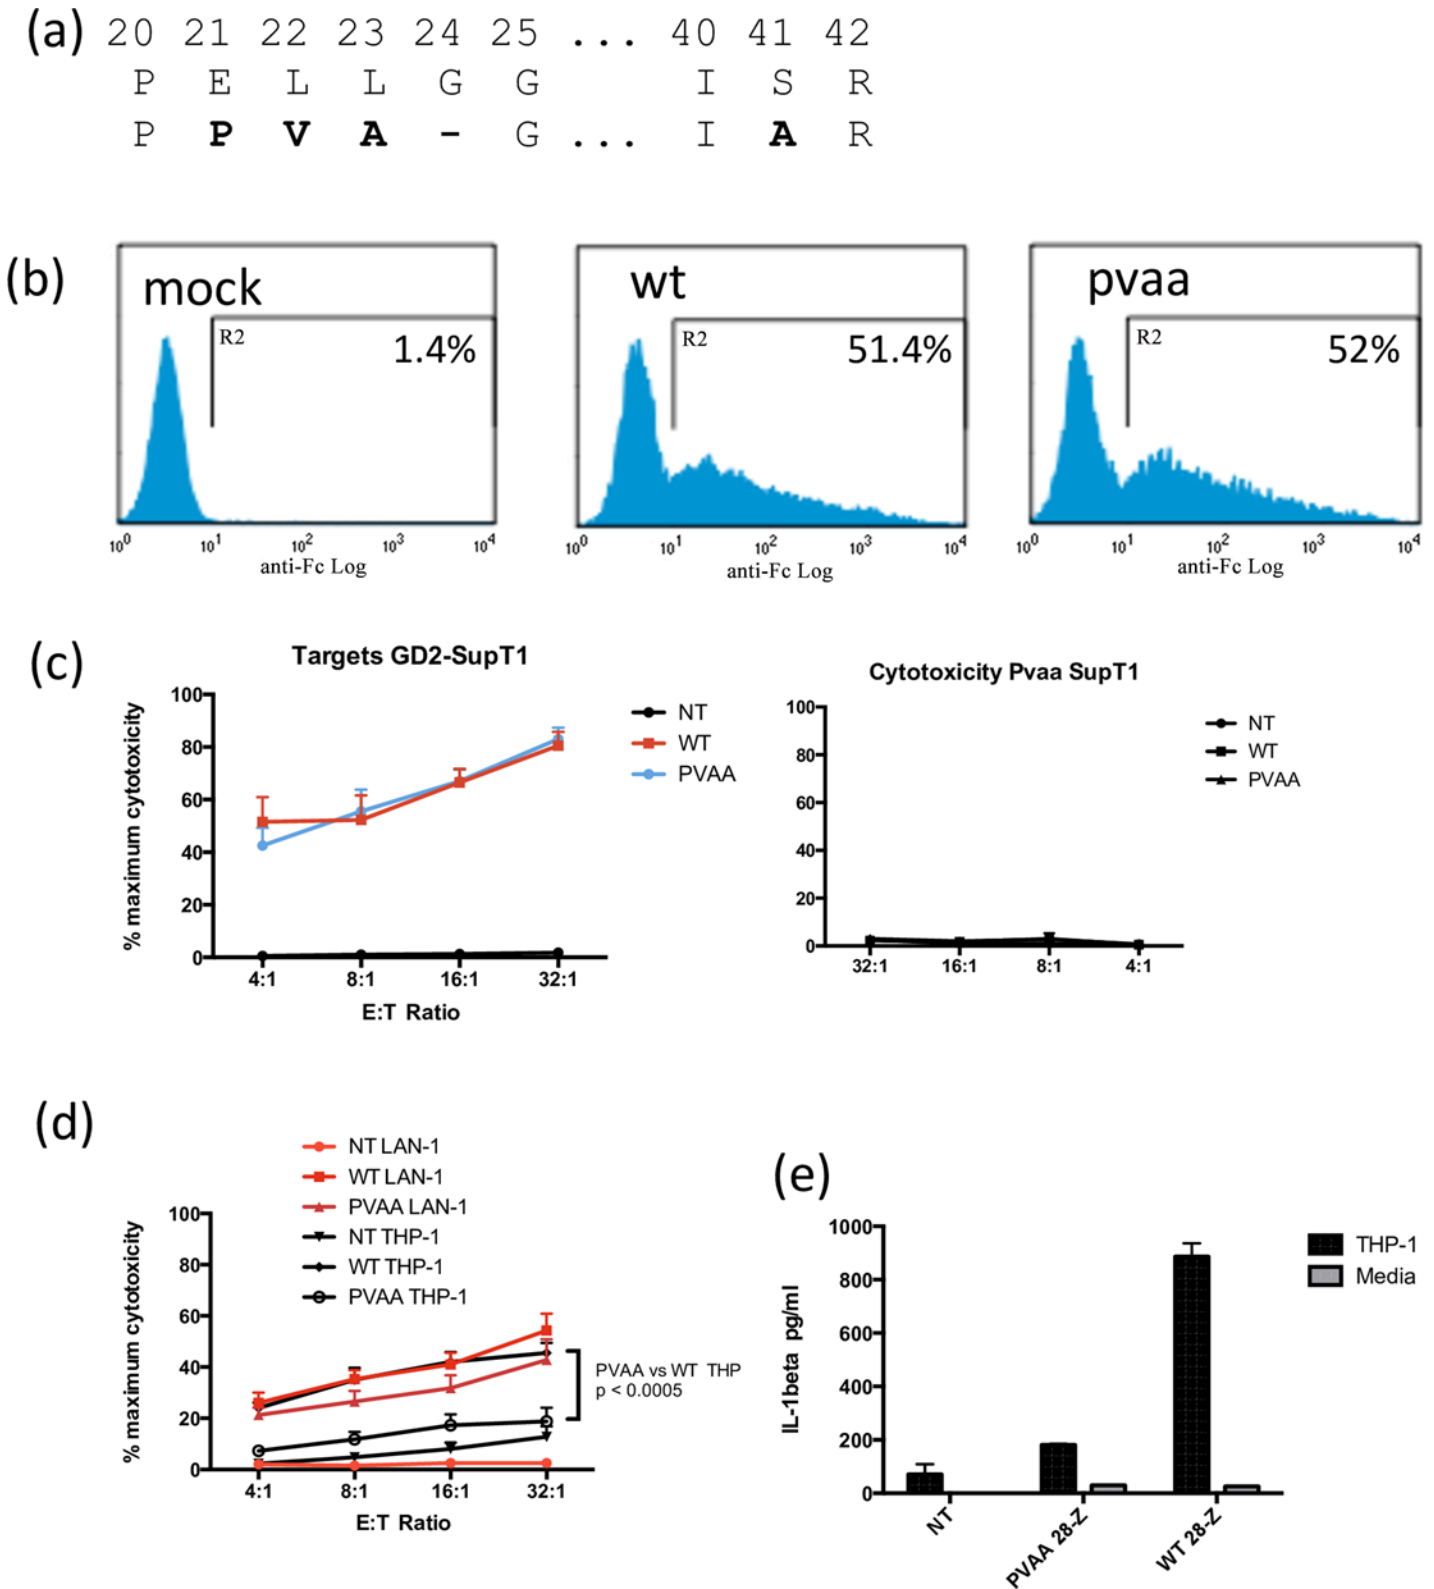 (a) 20 21 22 23 24 25 ... 40 41 42
P E L L G G I S R
P P V A - G ... I A R
(b)
mock
R2
1.4%
10^0 10^1 10^2 10^3 10^4
anti-Fc Log
wt
R2
51.4%
10^0 10^1 10^2 10^3 10^4
anti-Fc Log
pvaa
R2
52%
10^0 10^1 10^2 10^3 10^4
anti-Fc Log
(c)
Targets GD2-SupT1
% maximum cytotoxicity
100
80
60
40
20
0
4:1 8:1 16:1 32:1
E:T Ratio
NT
WT
PVAA
Cytotoxicity Pvaa SupT1
100
80
60
40
20
0
32:1 16:1 8:1 4:1
NT
WT
PVAA
(d)
NT LAN-1
WT LAN-1
PVAA LAN-1
NT THP-1
WT THP-1
PVAA THP-1
% maximum cytotoxicity
100
80
60
40
20
0
4:1 8:1 16:1 32:1
E:T Ratio
PVAA vs WT THP
p < 0.0005
(e)
IL-1beta pg/ml
1000
800
600
400
200
0
NT
PVAA 28-Z
WT 28-Z
THP-1
Media